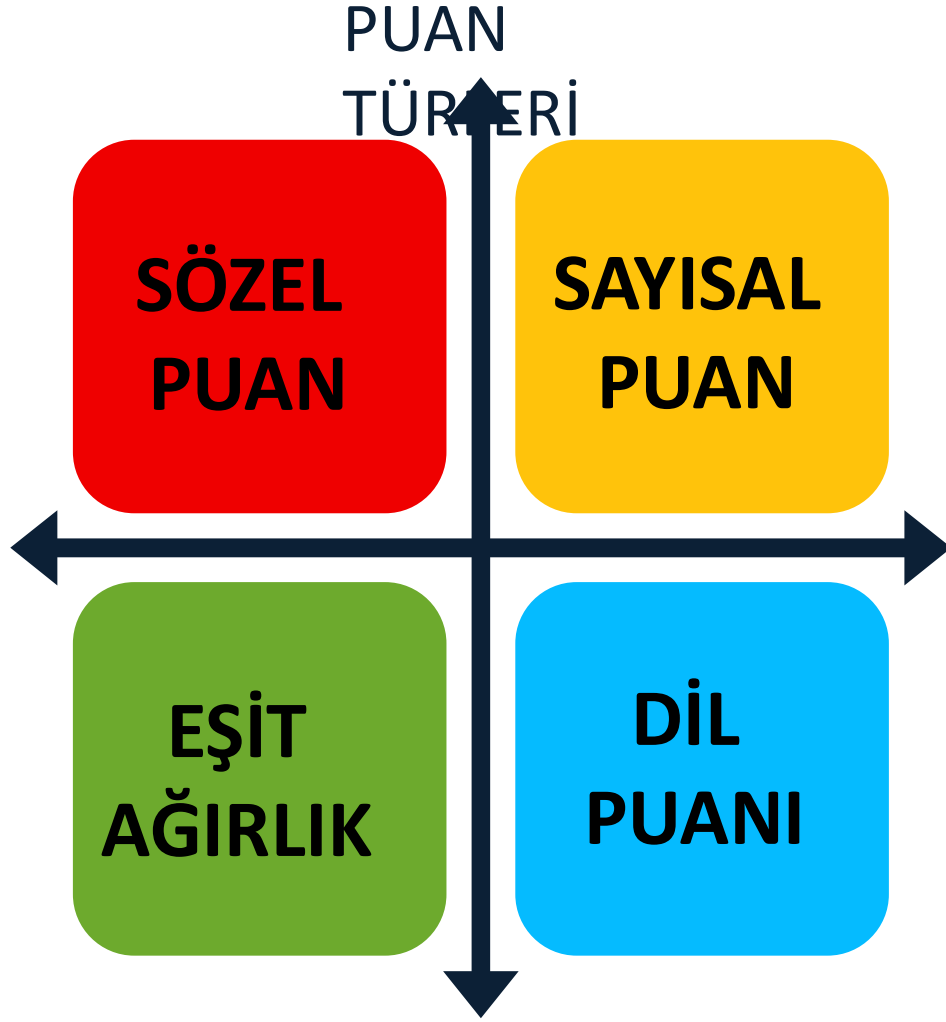 PUAN
TÜRLERİ
SÖZEL
PUAN
SAYISAL
PUAN
EŞİT
AĞIRLIK
DİL
PUANI